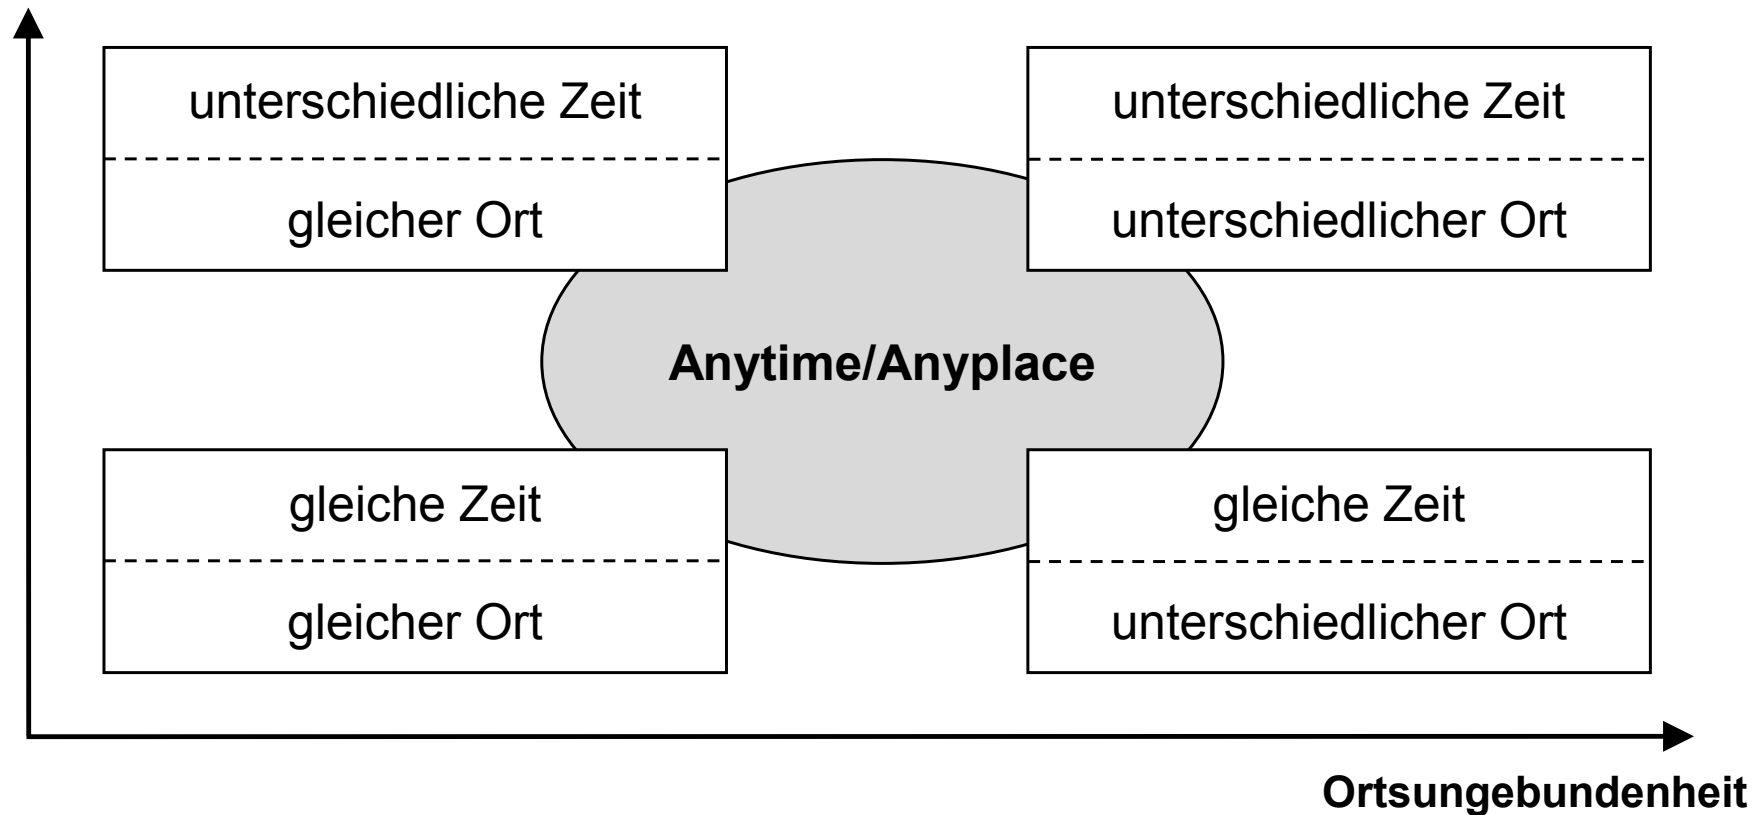 unterschiedliche Zeit
gleicher Ort
unterschiedliche Zeit
unterschiedlicher Ort
Anytime/Anyplace
gleiche Zeit
gleicher Ort
gleiche Zeit
unterschiedlicher Ort
Ortsungebundenheit